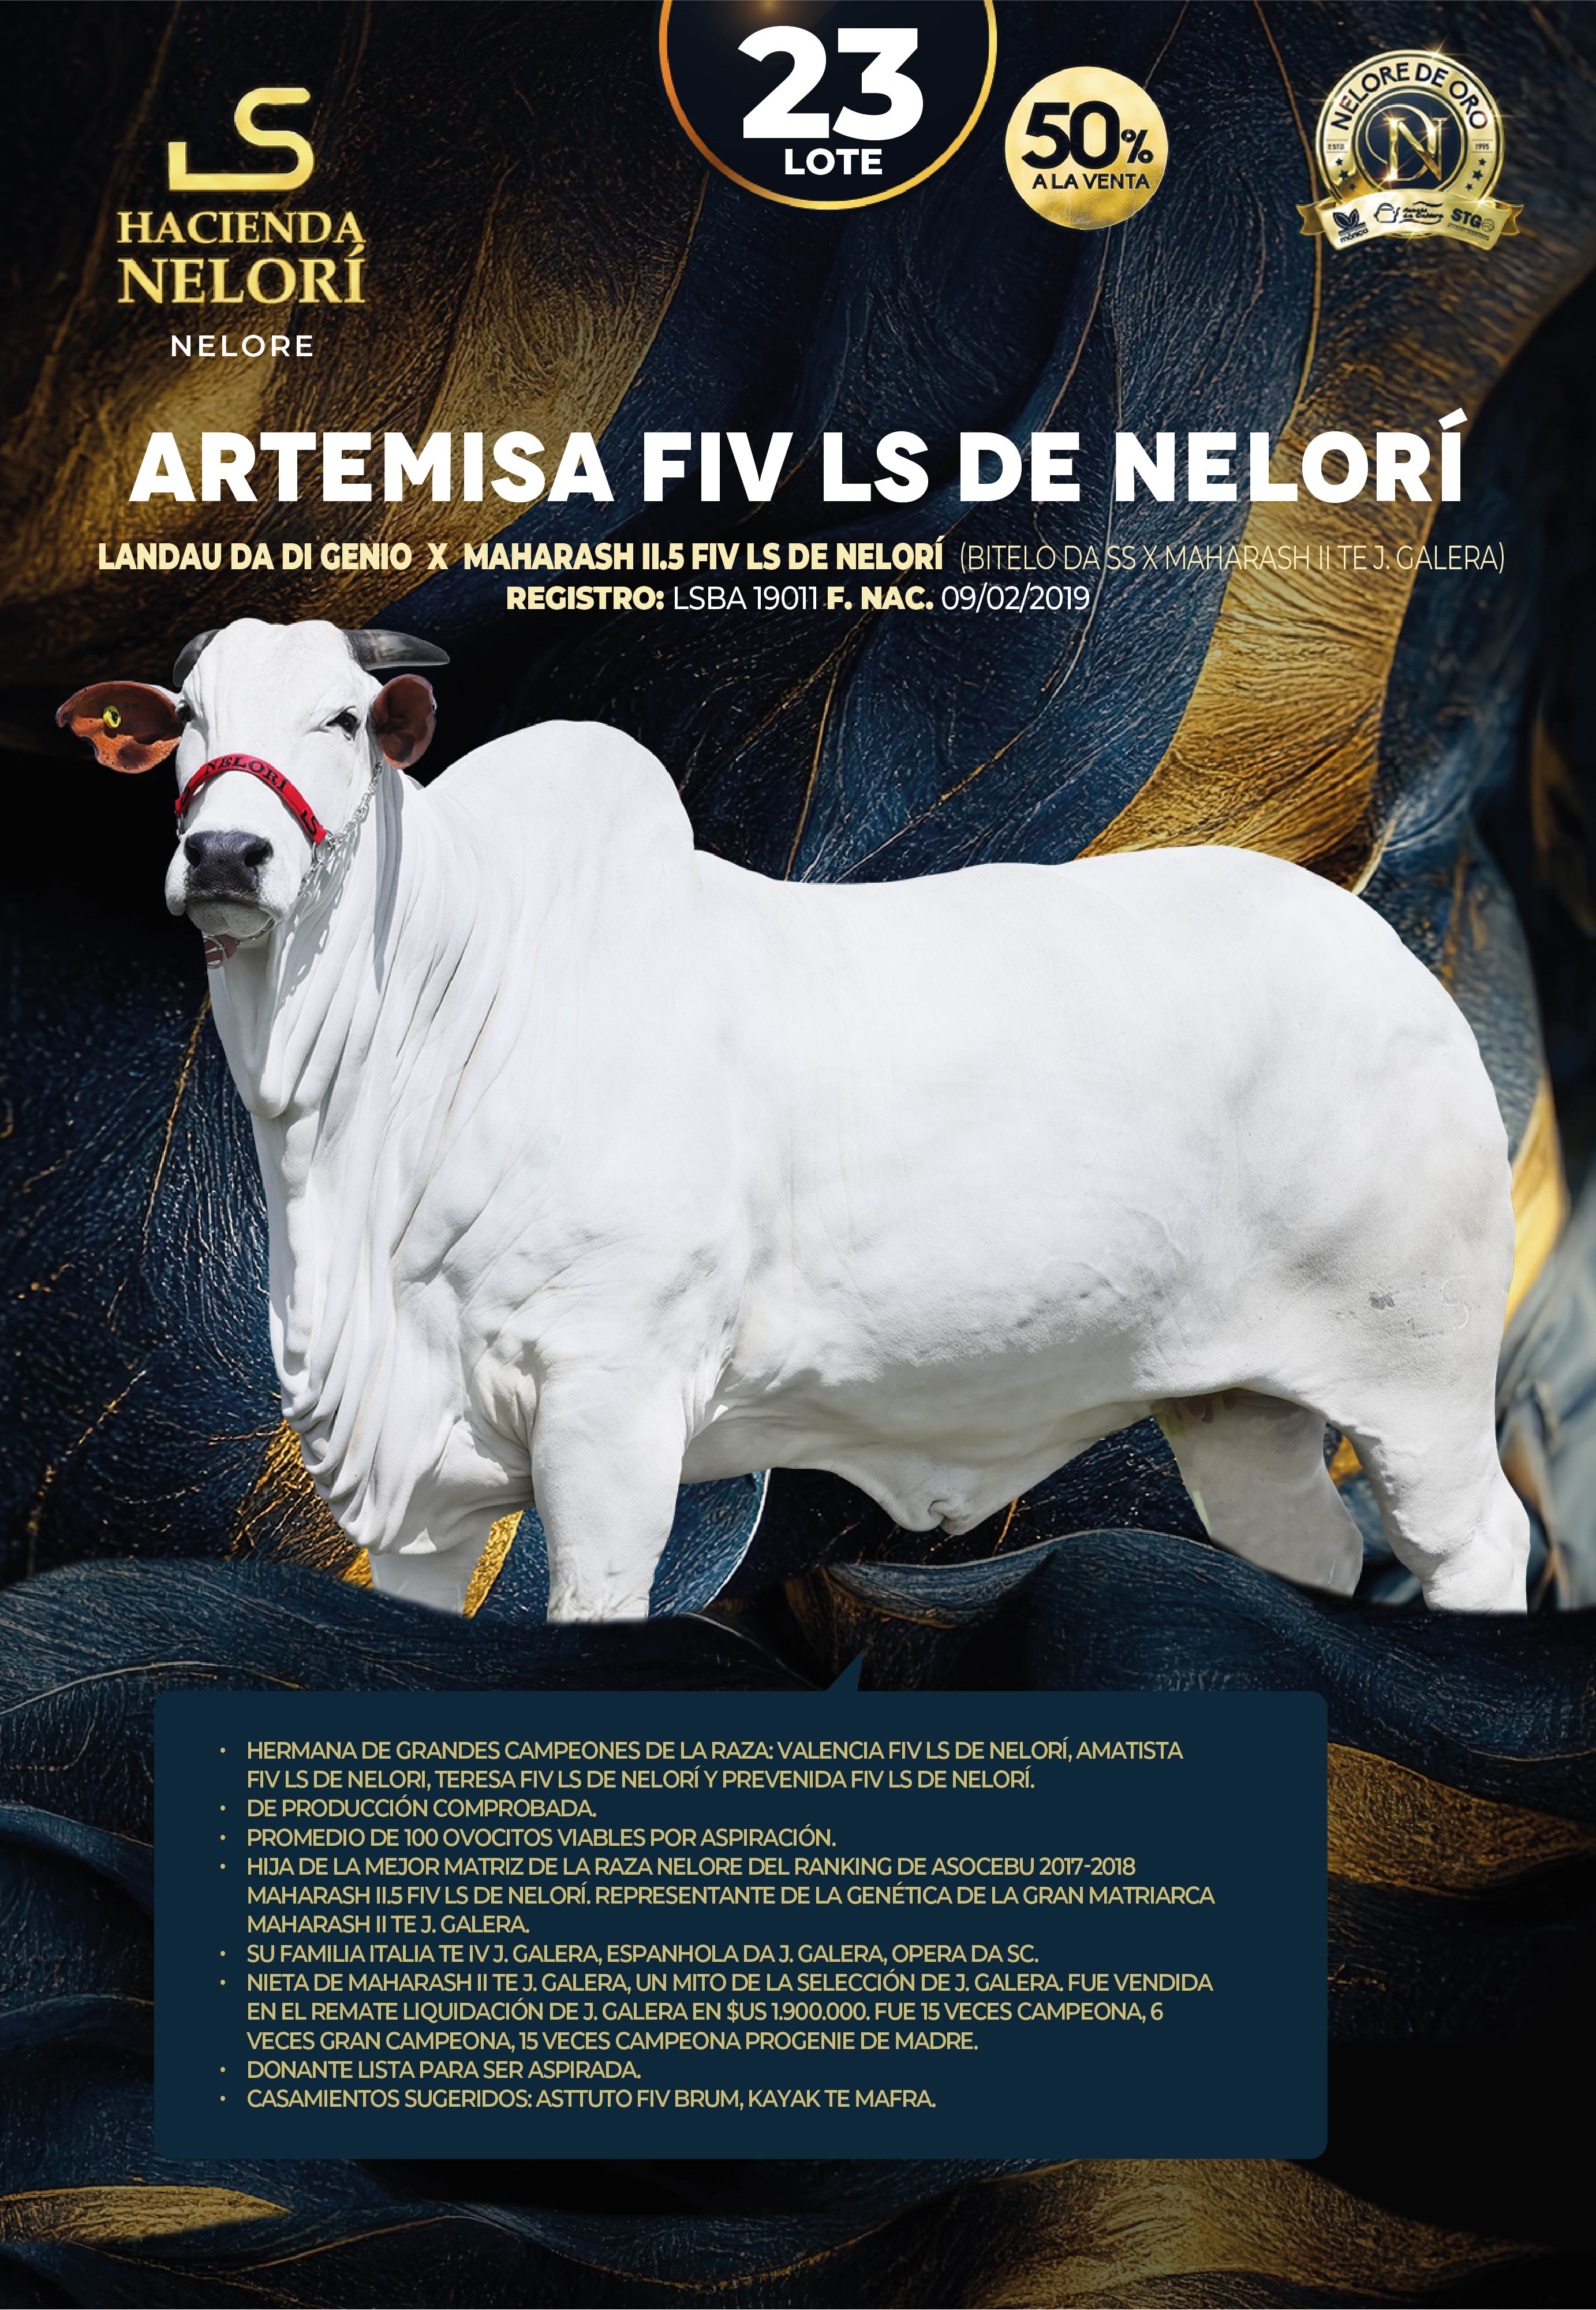 23
LOTE
50%
A LA VENTA
NELORE DE ORO
ESTD
1995
N
mónica
STG
LS
HACIENDA
NELORÍ
NELORE
ARTEMISA FIV LS DE NELORÍ
LANDAU DA DI GENIO X MAHARASH II.5 FIV LS DE NELORÍ (BITELO DA SS X MAHARASH II TE J. GALERA)
REGISTRO: LSBA 19011 F. NAC. 09/02/2019
NELORI LS
• HERMANA DE GRANDES CAMPEONES DE LA RAZA: VALENCIA FIV LS DE NELORÍ, AMATISTA
FIV LS DE NELORI, TERESA FIV LS DE NELORÍ Y PREVENIDA FIV LS DE NELORÍ.
• DE PRODUCCIÓN COMPROBADA.
• PROMEDIO DE 100 OVOCITOS VIABLES POR ASPIRACIÓN.
• HIJA DE LA MEJOR MATRIZ DE LA RAZA NELORE DEL RANKING DE ASOCEBU 2017-2018
MAHARASH II.5 FIV LS DE NELORÍ. REPRESENTANTE DE LA GENÉTICA DE LA GRAN MATRIARCA
MAHARASH II TE J. GALERA.
• SU FAMILIA ITALIA TE IV J. GALERA, ESPANHOLA DA J. GALERA, OPERA DA SC.
• NIETA DE MAHARASH II TE J. GALERA, UN MITO DE LA SELECCIÓN DE J. GALERA. FUE VENDIDA
EN EL REMATE LIQUIDACIÓN DE J. GALERA EN $US 1.900.000. FUE 15 VECES CAMPEONA, 6
VECES GRAN CAMPEONA, 15 VECES CAMPEONA PROGENIE DE MADRE.
• DONANTE LISTA PARA SER ASPIRADA.
• CASAMIENTOS SUGERIDOS: ASTTUTO FIV BRUM, KAYAK TE MAFRA.